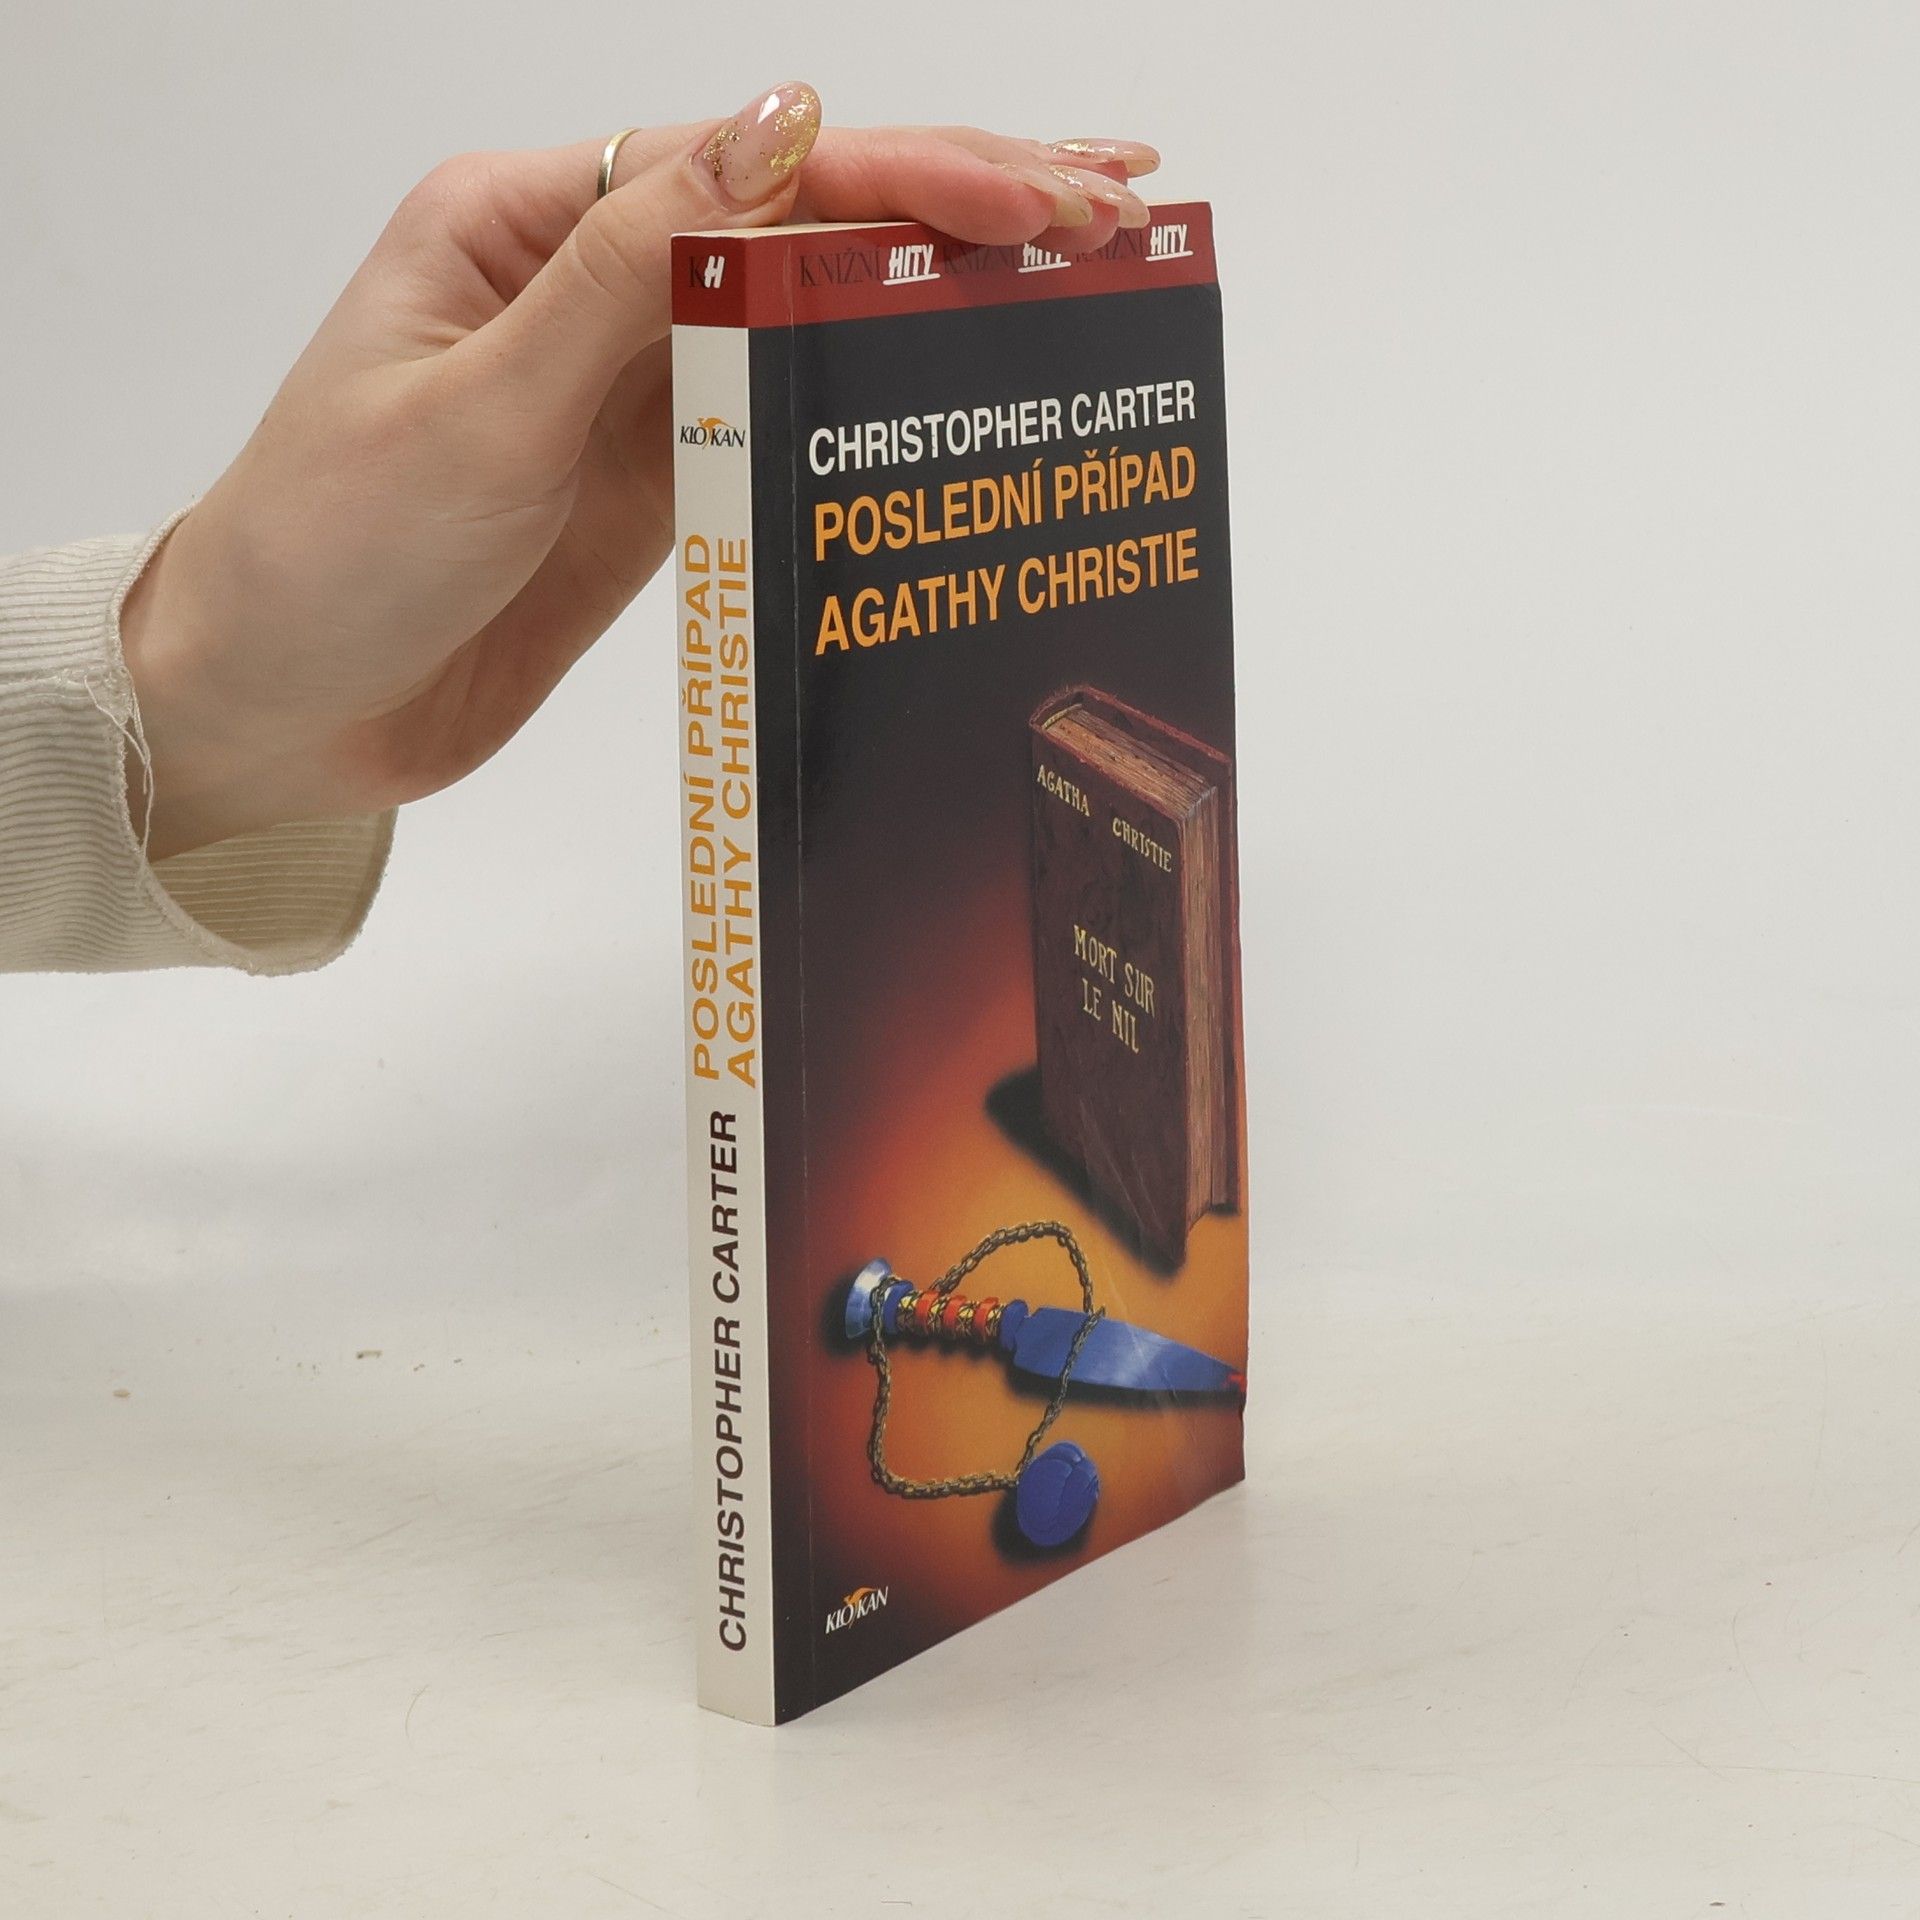 KH
KLOKAN
POSLEDNÍ PŘÍPAD
AGATHY CHRISTIE
CHRISTOPHER CARTER
KNIŽNÍ HITY KNIŽNÍ HITY KNIŽNÍ HITY
CHRISTOPHER CARTER
POSLEDNÍ PŘÍPAD
AGATHY CHRISTIE
AGATHA CHRISTIE
MORT SUR
LE NIL
KLOKAN